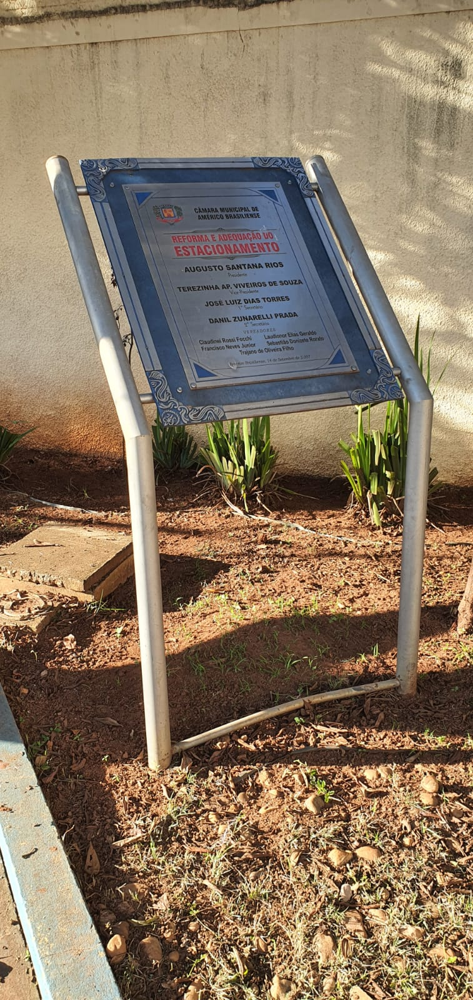 CÂMARA MUNICIPAL DE
AMÉRICO BRASILIENSE
REFORMA E ADEQUAÇÃO DO
ESTACIONAMENTO
AUGUSTO SANTANA RIOS
Presidente
TEREZINHA AP. VIVEIROS DE SOUZA
Vice-Presidente
JOSÉ LUIZ DIAS TORRES
1º Secretário
DANIL ZUNARELLI PRADA
2º Secretário
VEREADORES
Claudinei Rossi Focchi Laudionor Elias Geraldo
Francisco Neves Junior Sebastião Donizete Rorato
Trajano de Oliveira Filho
Brasiliense, 14 de Setembro de 2.007